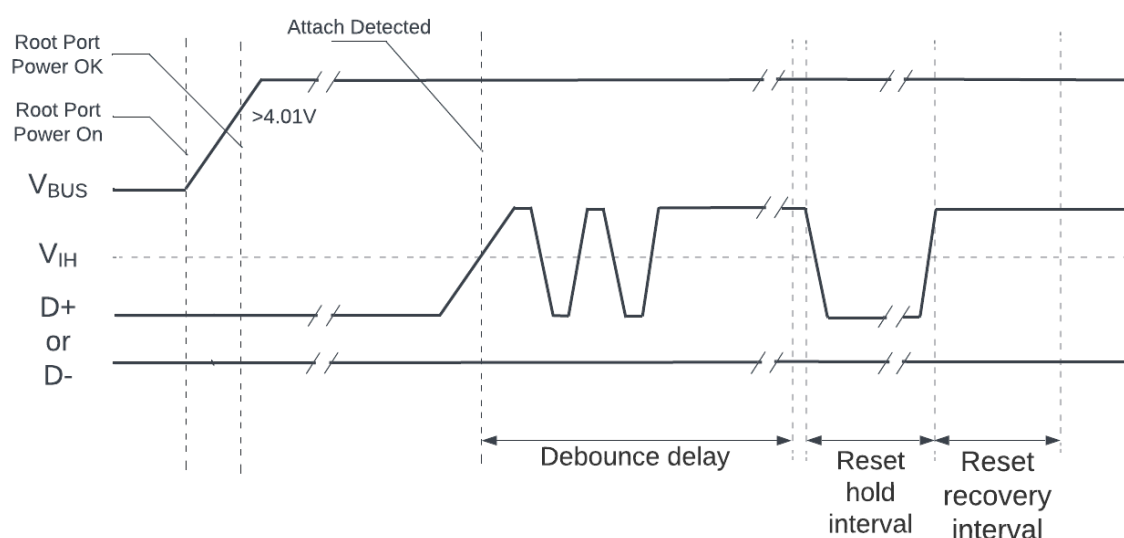 Attach Detected
Root Port
Power OK
>4.01V
Root Port
Power On
VBUS
VIH
D+
or
D-
Debounce delay
Reset
hold
interval
Reset
recovery
interval